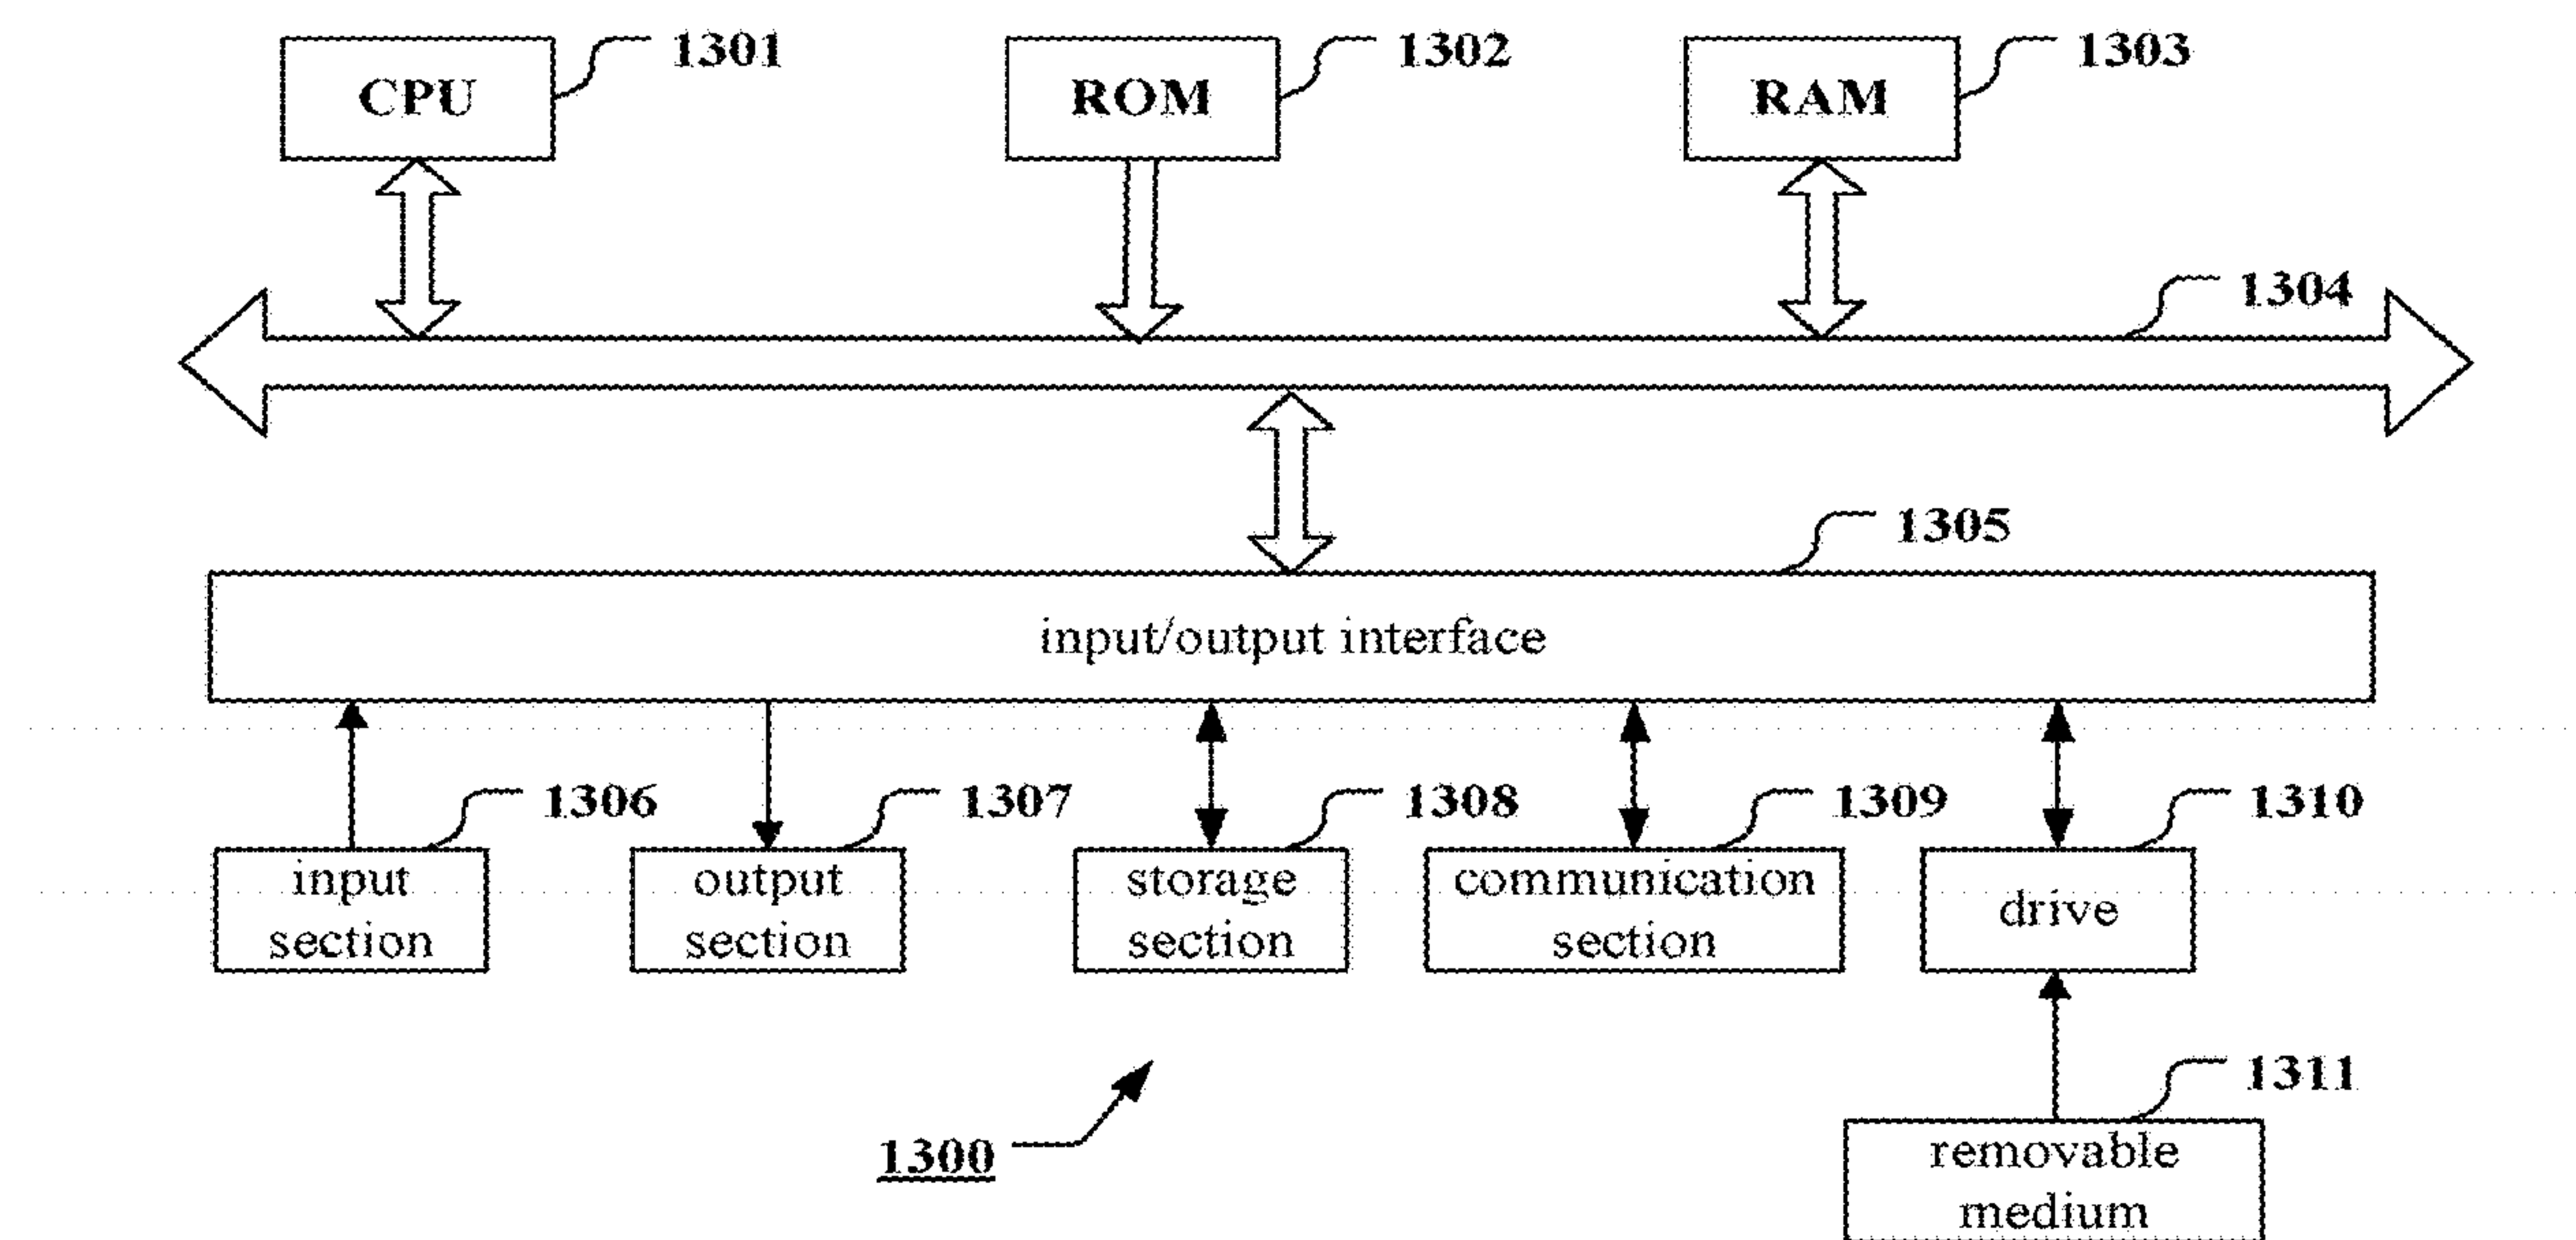 CPU
1301
ROM
1302
RAM
1303
1304
1305
input/output interface
1306
1307
1308
1309
1310
input
section
output
section
storage
section
communication
section
drive
1311
1300
removable
medium